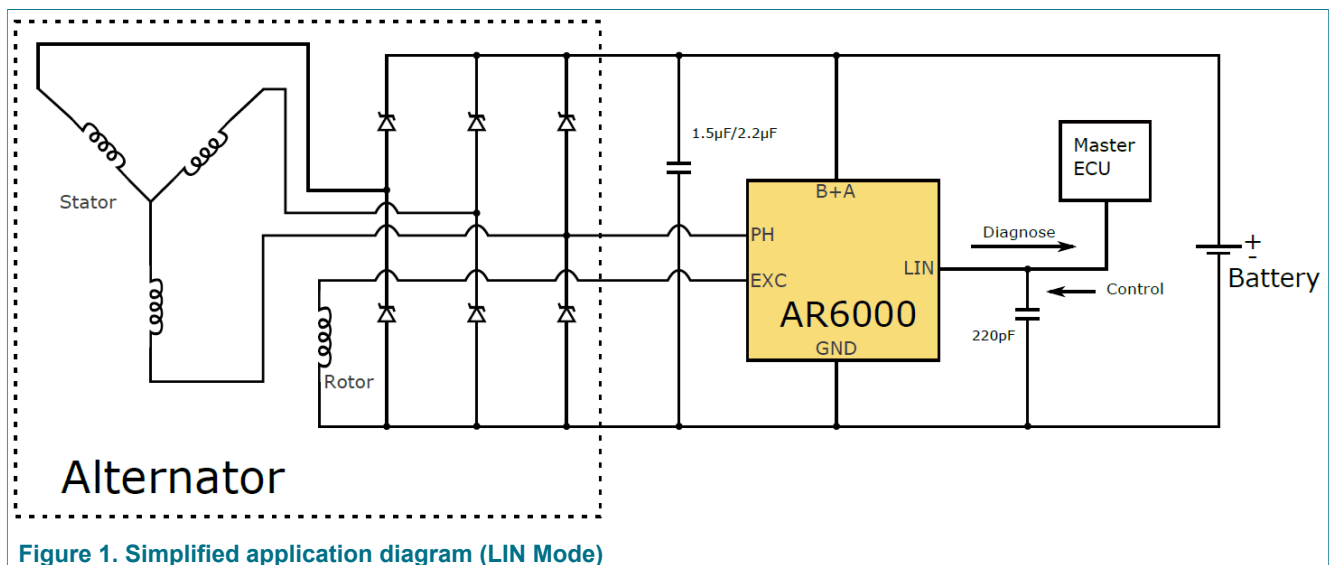 1.5µF/2.2µF
Master
ECU
B+A
Stator
Diagnose
PH
+
-
LIN
EXC
Battery
Control
AR6000
220pF
GND
Rotor
Alternator
Figure 1. Simplified application diagram (LIN Mode)